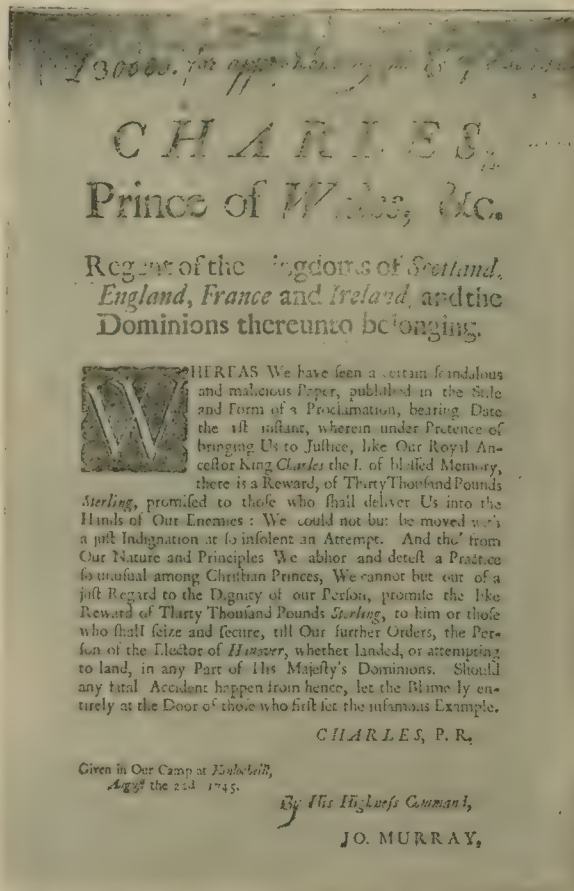 £30000. for
CHARLES,
Prince of Wales, &c.
Regent of the Kingdoms of Scotland,
England, France and Ireland, and the
Dominions thereunto belonging.
WHEREAS We have ſeen a certain ſcandalous
and malicious Paper, publiſhed in the Stile
and Form of a Proclamation, bearing Date
the 1ſt inſtant, wherein under Pretence of
bringing Us to Juſtice, like Our Royal An-
ceſtor King Charles the I. of bleſſed Memory,
there is a Reward, of Thirty Thouſand Pounds
Sterling, promiſed to thoſe who ſhall deliver Us into the
Hands of Our Enemies : We could not but be moved with
a juſt Indignation at ſo inſolent an Attempt. And tho' from
Our Nature and Principles We abhor and deteſt a Practice
ſo unuſual among Chriſtian Princes, We cannot but out of a
juſt Regard to the Dignity of our Perſon, promiſe the like
Reward of Thirty Thouſand Pounds Sterling, to him or thoſe
who ſhall ſeize and ſecure, till Our further Orders, the Per-
ſon of the Elector of Hanover, whether landed, or attempting
to land, in any Part of His Majeſty's Dominions. Should
any fatal Accident happen from hence, let the Blame ly en-
tirely at the Door of thoſe who firſt ſet the infamous Example.
CHARLES, P. R.
Given in Our Camp at
Auguſt the 22d 1745.
By His Highneſs Command,
JO. MURRAY,